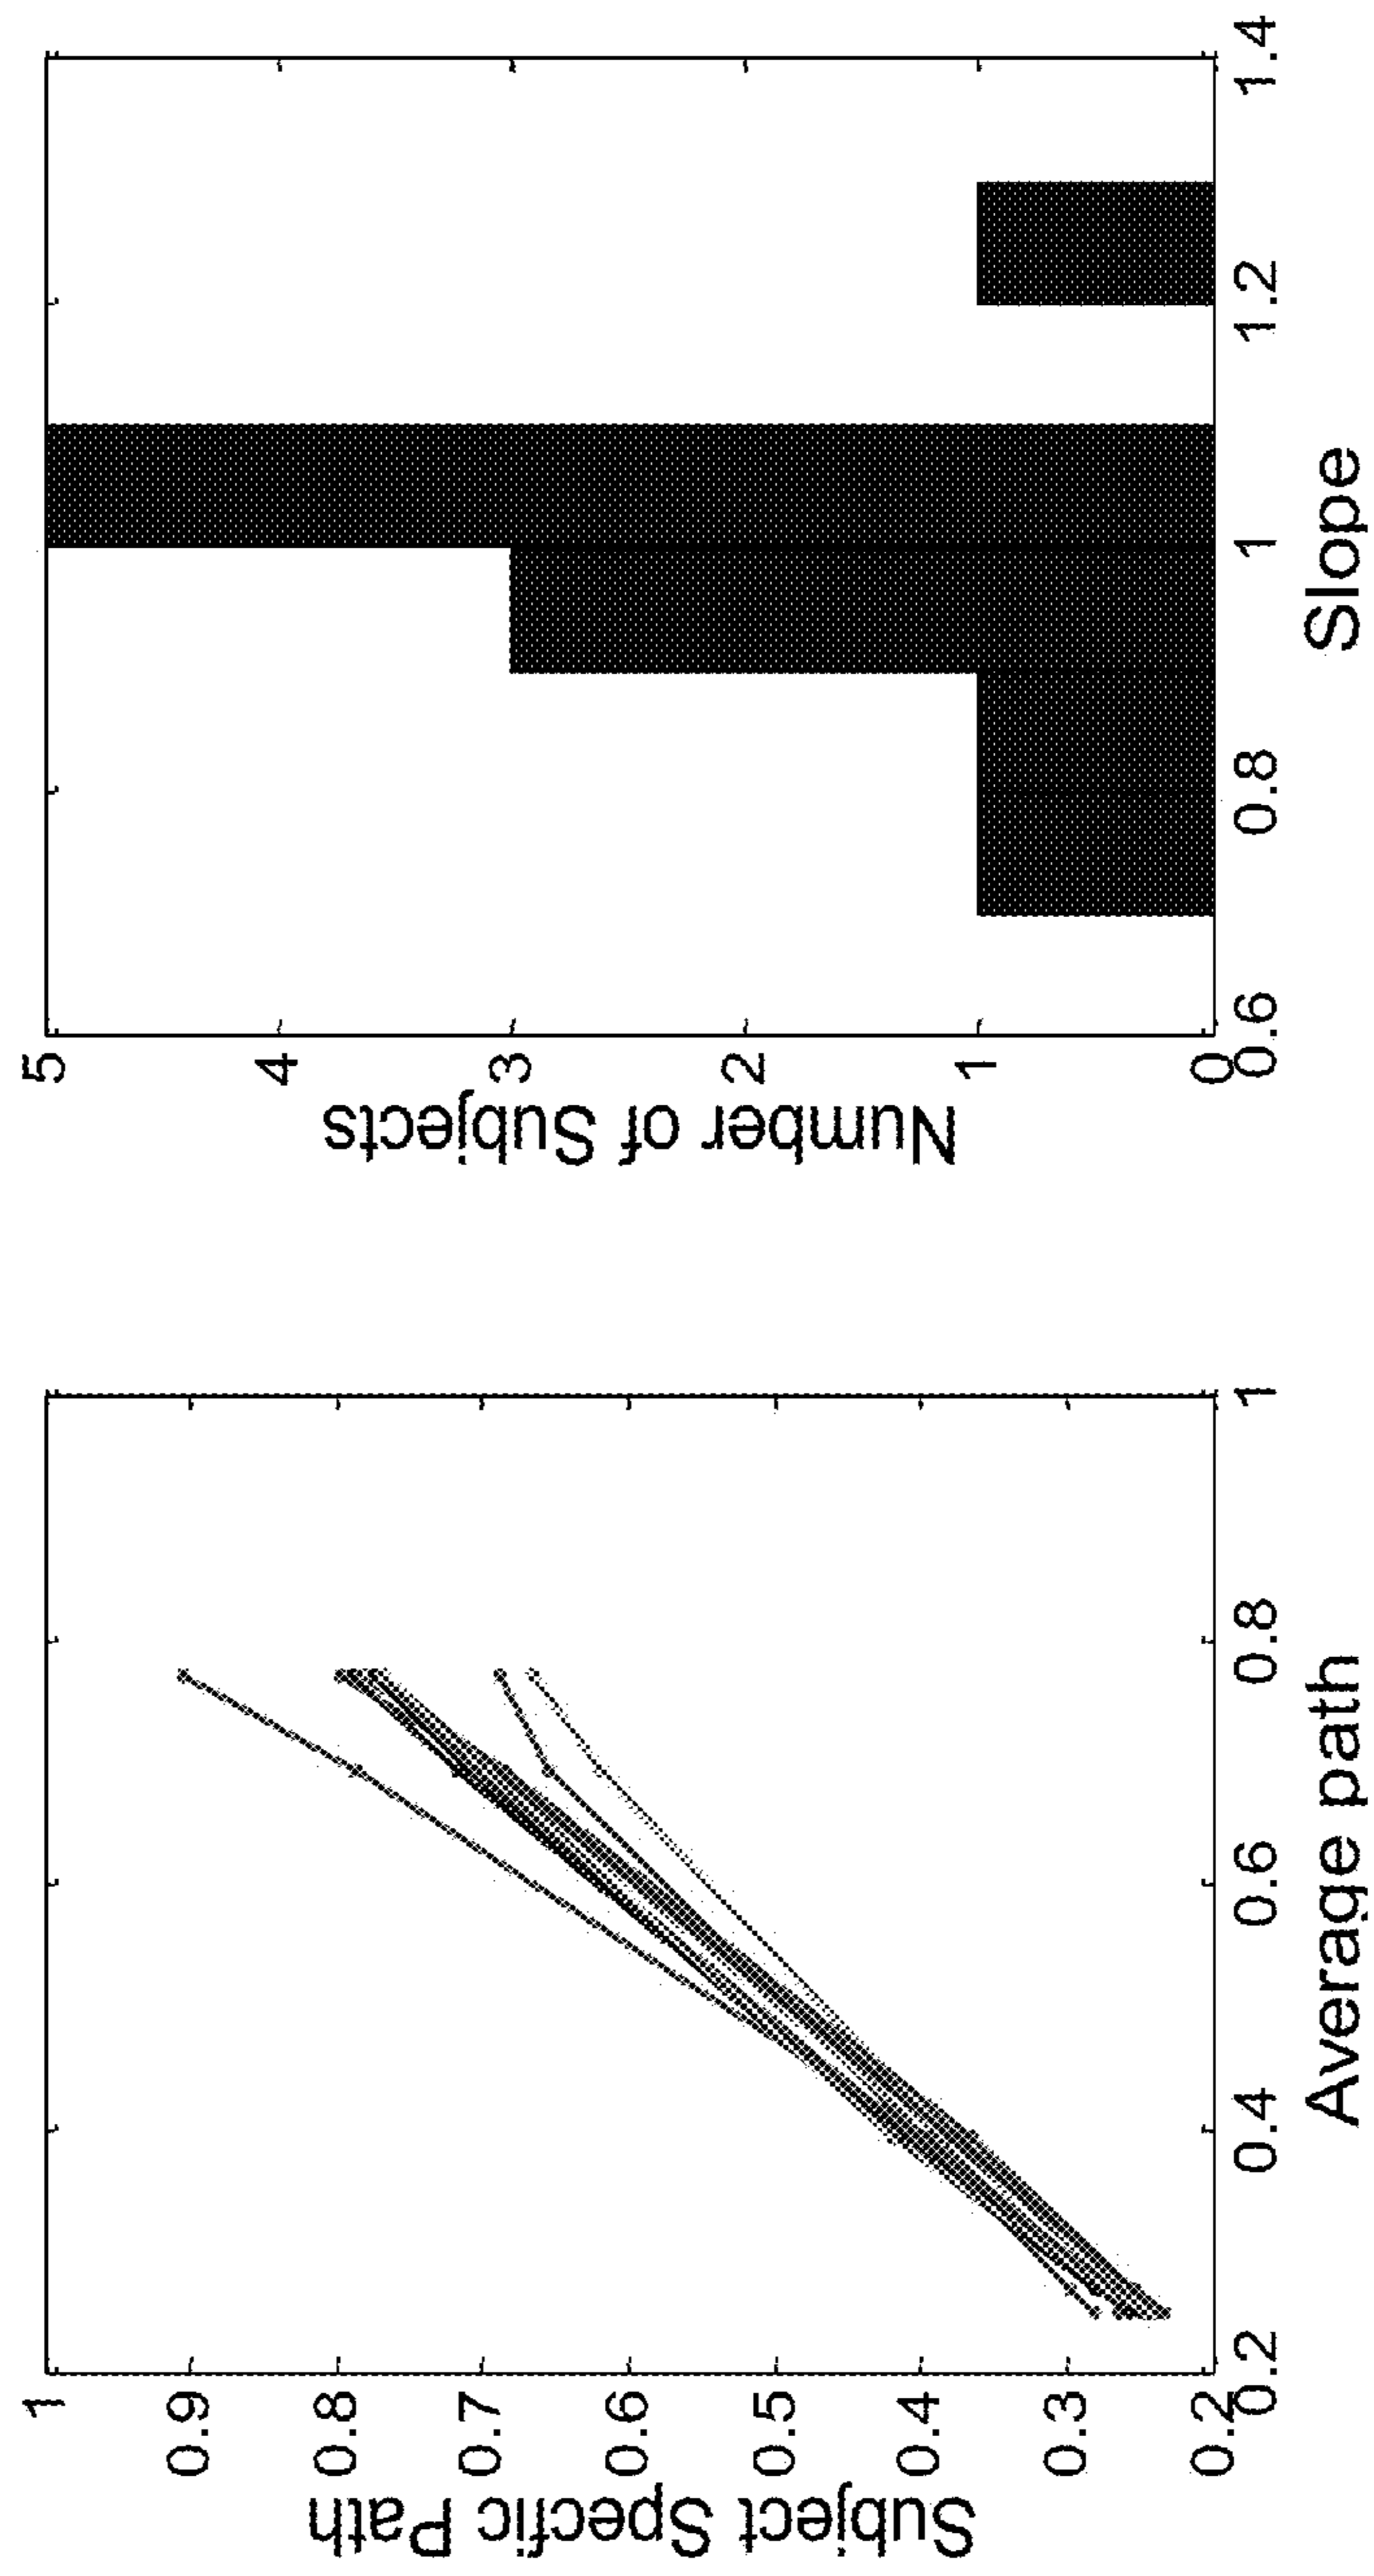 Subject Specfic Path
1
0.9
0.8
0.7
0.6
0.5
0.4
0.3
0.2
0.2 0.4 0.6 0.8 1
Average path
Number of Subjects
5
4
3
2
1
0
0.6 0.8 1 1.2 1.4
Slope